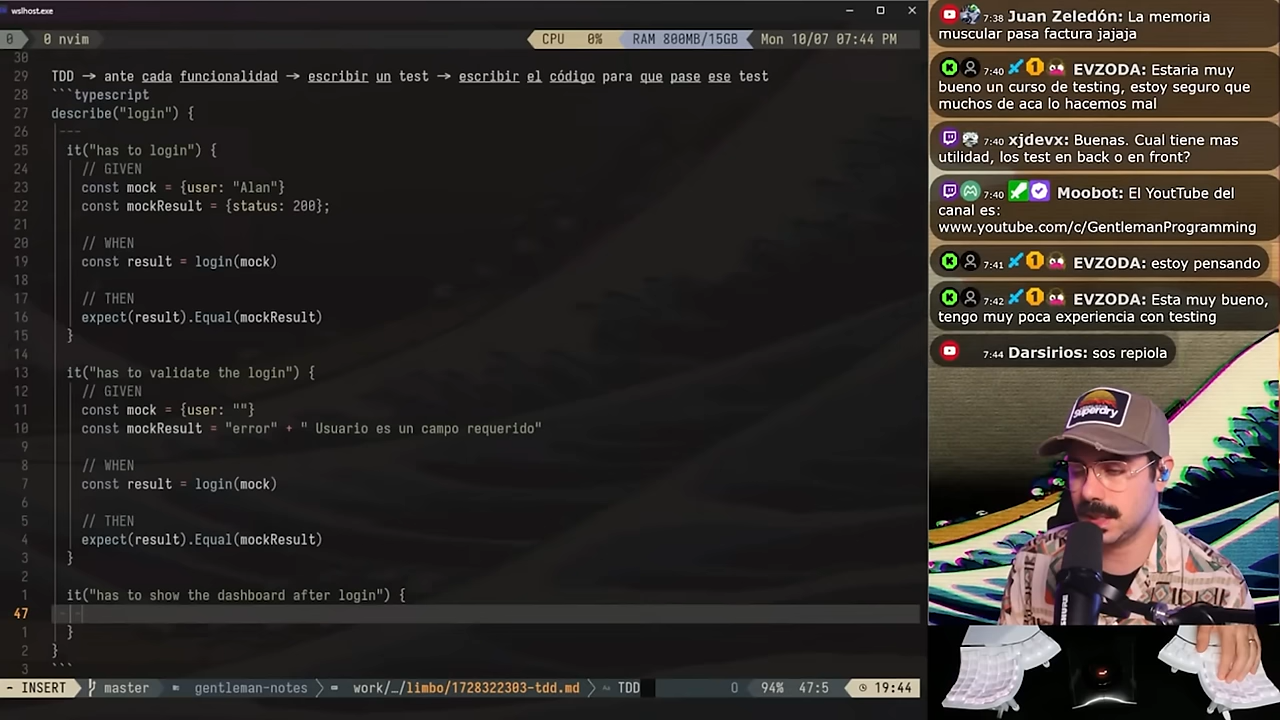 wslhost.exe
0 0 nvim CPU 0% RAM 800MB/15GB Mon 10/07 07:44 PM
30
29 TDD → ante cada funcionalidad → escribir un test → escribir el código para que pase ese test
28 ```typescript
27 describe("login") {
26 ---
25 it("has to login") {
24 // GIVEN
23 const mock = {user: "Alan"}
22 const mockResult = {status: 200};
21
20 // WHEN
19 const result = login(mock)
18
17 // THEN
16 expect(result).Equal(mockResult)
15 }
14
13 it("has to validate the login") {
12 // GIVEN
11 const mock = {user: ""}
10 const mockResult = "error" + " Usuario es un campo requerido"
9
8 // WHEN
7 const result = login(mock)
6
5 // THEN
4 expect(result).Equal(mockResult)
3 }
2
1 it("has to show the dashboard after login") {
47
1 }
2 }
3 ```
- INSERT master gentleman-notes work/_/limbo/1728322303-tdd.md TDD 0 94% 47:5 19:44
7:38 Juan Zeledón: La memoria
muscular pasa factura jajaja
7:40 EVZODA: Estaria muy
bueno un curso de testing, estoy seguro que
muchos de aca lo hacemos mal
7:40 xjdevx: Buenas. Cual tiene mas
utilidad, los test en back o en front?
7:40 Moobot: El YoutTube del
canal es:
www.youtube.com/c/GentlemanProgramming
7:41 EVZODA: estoy pensando
7:42 EVZODA: Esta muy bueno,
tengo muy poca experiencia con testing
7:44 Darsirios: sos repiola
Superdry
SHURE